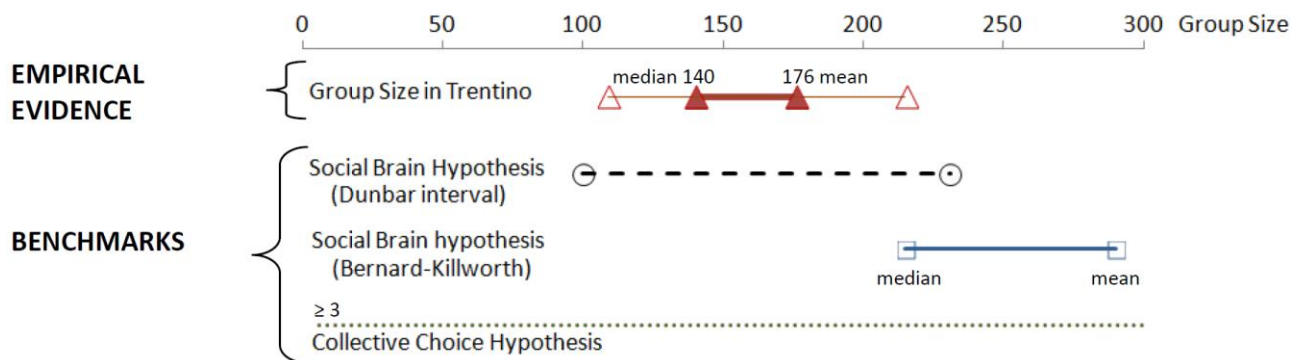 0 50 100 150 200 250 300 Group Size
EMPIRICAL
EVIDENCE
Group Size in Trentino
median 140 176 mean
BENCHMARKS
Social Brain Hypothesis
(Dunbar interval)
Social Brain hypothesis
(Bernard-Killworth)
median mean
≥ 3
Collective Choice Hypothesis